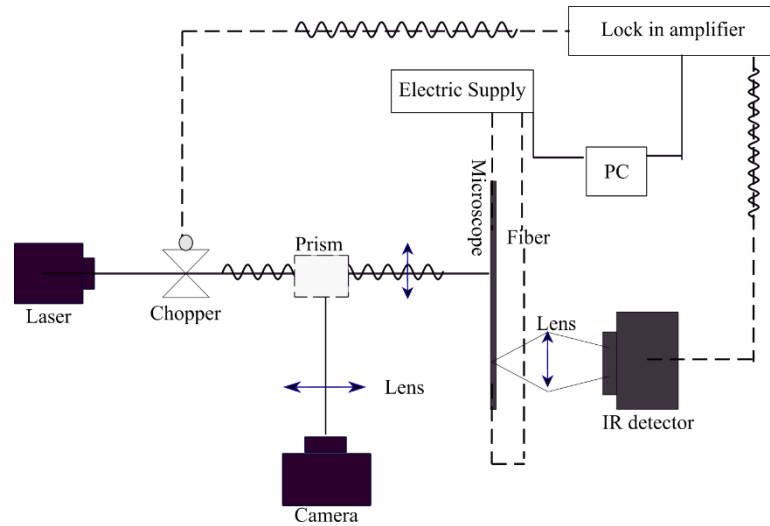 Lock in amplifier
Electric Supply
PC
Microscope
Fiber
Prism
Laser
Chopper
Lens
Lens
IR detector
Camera